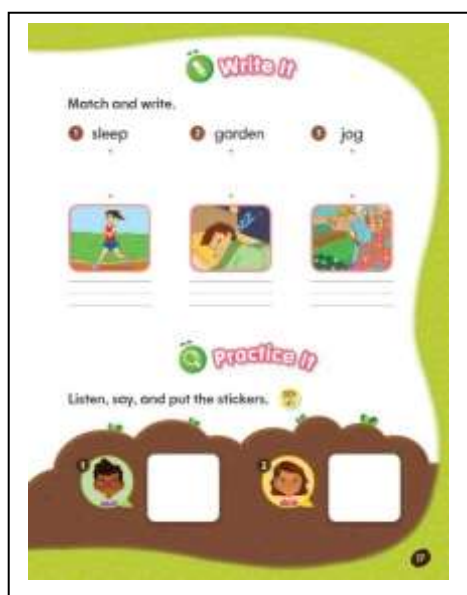 Write It
Match and write.
1 sleep 2 garden 3 jog
Practice It
Listen, say, and put the stickers.
1 2
17